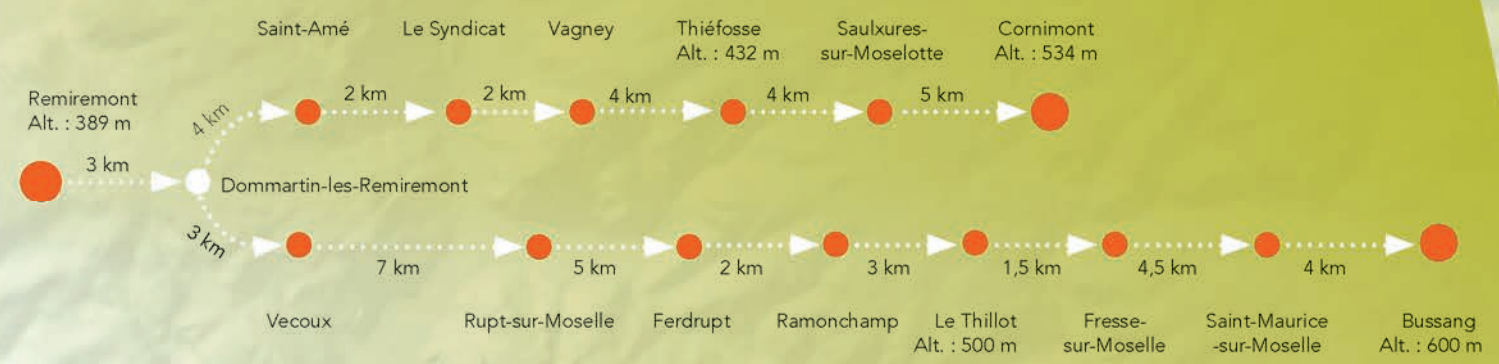 Saint-Amé
Le Syndicat
Vagney
Thiéfosse
Alt. : 432 m
Saulxures-
sur-Moselotte
Cornimont
Alt. : 534 m
Remiremont
Alt. : 389 m
4 km
2 km
2 km
4 km
4 km
5 km
3 km
Dommartin-les-Remiremont
3 km
7 km
5 km
2 km
3 km
1,5 km
4,5 km
4 km
Vecoux
Rupt-sur-Moselle
Ferdrupt
Ramonchamp
Le Thillot
Alt. : 500 m
Fresse-
sur-Moselle
Saint-Maurice
-sur-Moselle
Bussang
Alt. : 600 m